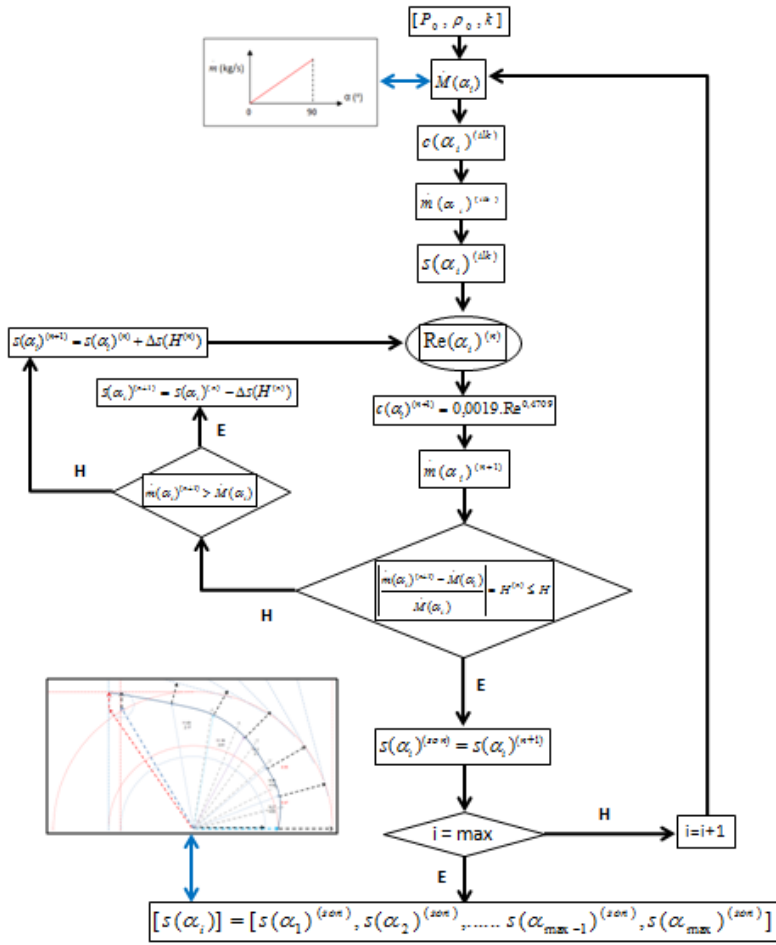 [P₀, ρ₀, k]
ṁ (kg/s)
α (°)
0
90
Ṁ(αᵢ)
c(αᵢ)^(ilk)
ṁ(αᵢ)^(ilk)
s(αᵢ)^(ilk)
Re(αᵢ)^(n)
s(αᵢ)^(n+1) = s(αᵢ)^(n) + Δs(H^(n))
s(αᵢ)^(n+1) = s(αᵢ)^(n) − Δs(H^(n))
c(αᵢ)^(n+1) = 0,0019.Re^0,4709
E
H
ṁ(αᵢ)^(n+1) > Ṁ(αᵢ)
ṁ(αᵢ)^(n+1)
|(ṁ(αᵢ)^(n+1) − Ṁ(αᵢ)) / Ṁ(αᵢ)| = H^(n) ≤ H
H
E
s(αᵢ)^(son) = s(αᵢ)^(n+1)
i = max
H
i=i+1
E
[s(αᵢ)] = [s(α₁)^(son), s(α₂)^(son),...... s(α_max−1)^(son), s(α_max)^(son)]